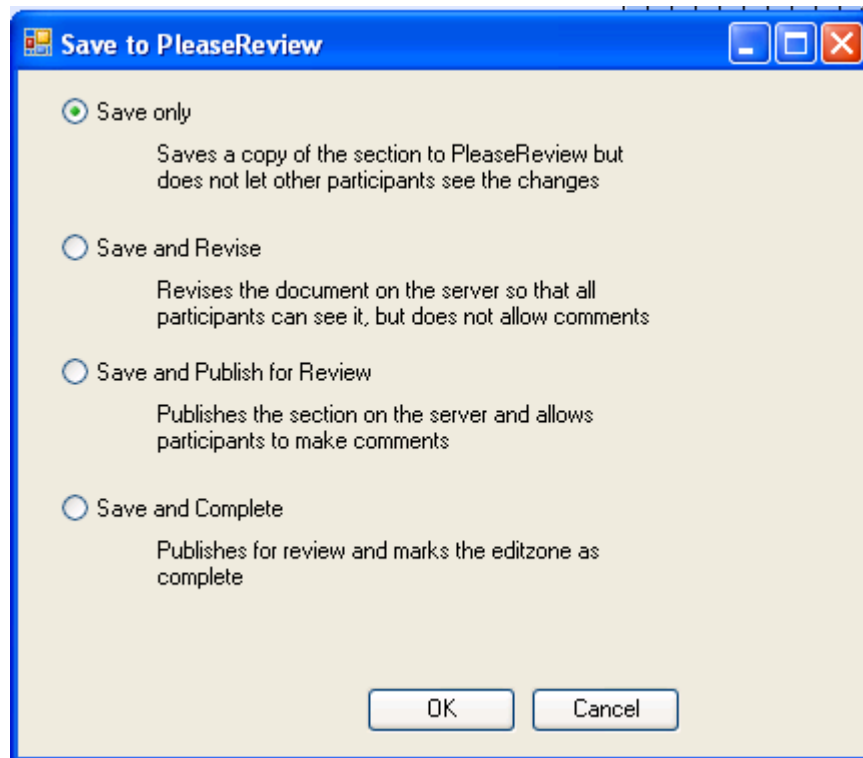 Save to PleaseReview
Save only
Saves a copy of the section to PleaseReview but
does not let other participants see the changes
Save and Revise
Revises the document on the server so that all
participants can see it, but does not allow comments
Save and Publish for Review
Publishes the section on the server and allows
participants to make comments
Save and Complete
Publishes for review and marks the editzone as
complete
OK Cancel